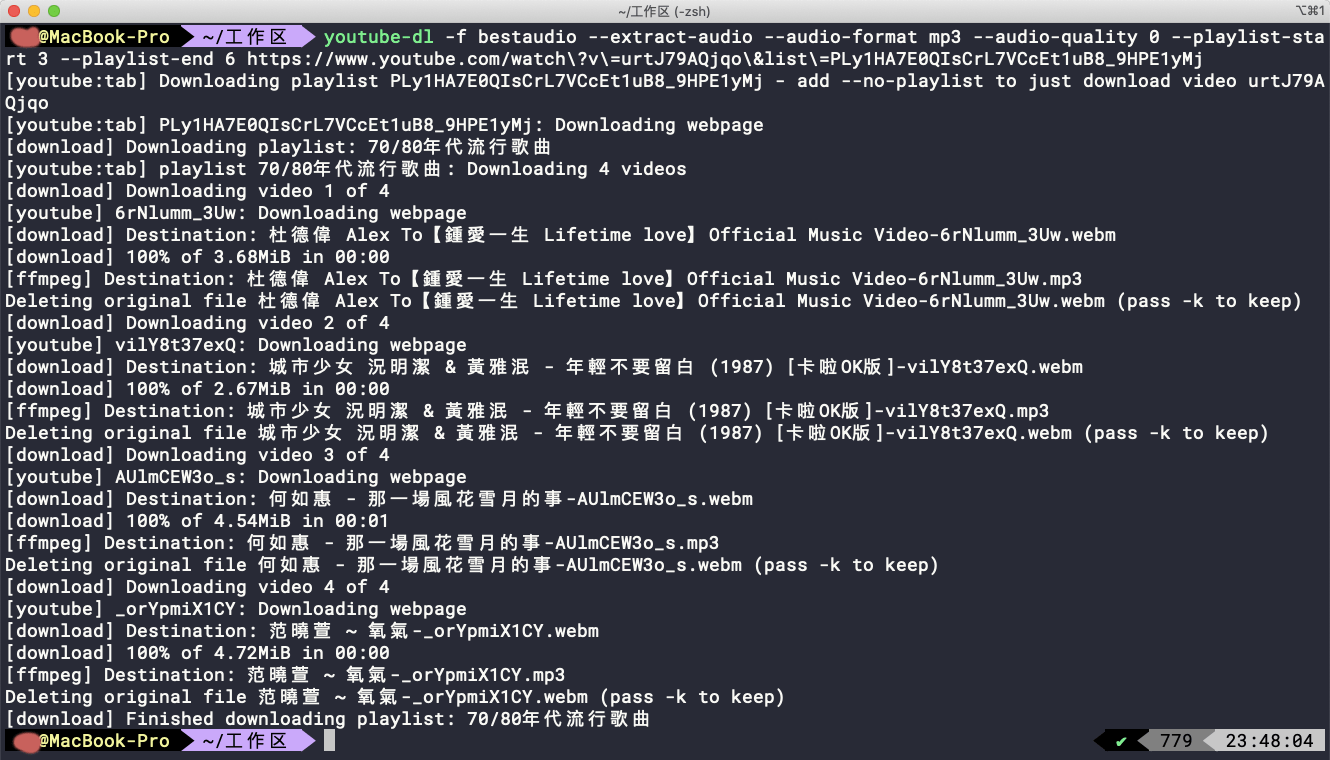 ~/工作区 (-zsh)
⌥⌘1
@MacBook-Pro ~/工作区 youtube-dl -f bestaudio --extract-audio --audio-format mp3 --audio-quality 0 --playlist-sta
rt 3 --playlist-end 6 https://www.youtube.com/watch\?v\=urtJ79AQjqo\&list\=PLy1HA7E0QIsCrL7VCcEt1uB8_9HPE1yMj
[youtube:tab] Downloading playlist PLy1HA7E0QIsCrL7VCcEt1uB8_9HPE1yMj - add --no-playlist to just download video urtJ79A
Qjqo
[youtube:tab] PLy1HA7E0QIsCrL7VCcEt1uB8_9HPE1yMj: Downloading webpage
[download] Downloading playlist: 70/80年代流行歌曲
[youtube:tab] playlist 70/80年代流行歌曲: Downloading 4 videos
[download] Downloading video 1 of 4
[youtube] 6rNlumm_3Uw: Downloading webpage
[download] Destination: 杜德偉 Alex To【鍾愛一生 Lifetime love】Official Music Video-6rNlumm_3Uw.webm
[download] 100% of 3.68MiB in 00:00
[ffmpeg] Destination: 杜德偉 Alex To【鍾愛一生 Lifetime love】Official Music Video-6rNlumm_3Uw.mp3
Deleting original file 杜德偉 Alex To【鍾愛一生 Lifetime love】Official Music Video-6rNlumm_3Uw.webm (pass -k to keep)
[download] Downloading video 2 of 4
[youtube] vilY8t37exQ: Downloading webpage
[download] Destination: 城市少女 況明潔 & 黃雅泯 - 年輕不要留白 (1987) [卡啦OK版]-vilY8t37exQ.webm
[download] 100% of 2.67MiB in 00:00
[ffmpeg] Destination: 城市少女 況明潔 & 黃雅泯 - 年輕不要留白 (1987) [卡啦OK版]-vilY8t37exQ.mp3
Deleting original file 城市少女 況明潔 & 黃雅泯 - 年輕不要留白 (1987) [卡啦OK版]-vilY8t37exQ.webm (pass -k to keep)
[download] Downloading video 3 of 4
[youtube] AUlmCEW3o_s: Downloading webpage
[download] Destination: 何如惠 - 那一場風花雪月的事-AUlmCEW3o_s.webm
[download] 100% of 4.54MiB in 00:01
[ffmpeg] Destination: 何如惠 - 那一場風花雪月的事-AUlmCEW3o_s.mp3
Deleting original file 何如惠 - 那一場風花雪月的事-AUlmCEW3o_s.webm (pass -k to keep)
[download] Downloading video 4 of 4
[youtube] _orYpmiX1CY: Downloading webpage
[download] Destination: 范曉萱 ~ 氧氣-_orYpmiX1CY.webm
[download] 100% of 4.72MiB in 00:00
[ffmpeg] Destination: 范曉萱 ~ 氧氣-_orYpmiX1CY.mp3
Deleting original file 范曉萱 ~ 氧氣-_orYpmiX1CY.webm (pass -k to keep)
[download] Finished downloading playlist: 70/80年代流行歌曲
@MacBook-Pro ~/工作区 ✔ 779 23:48:04